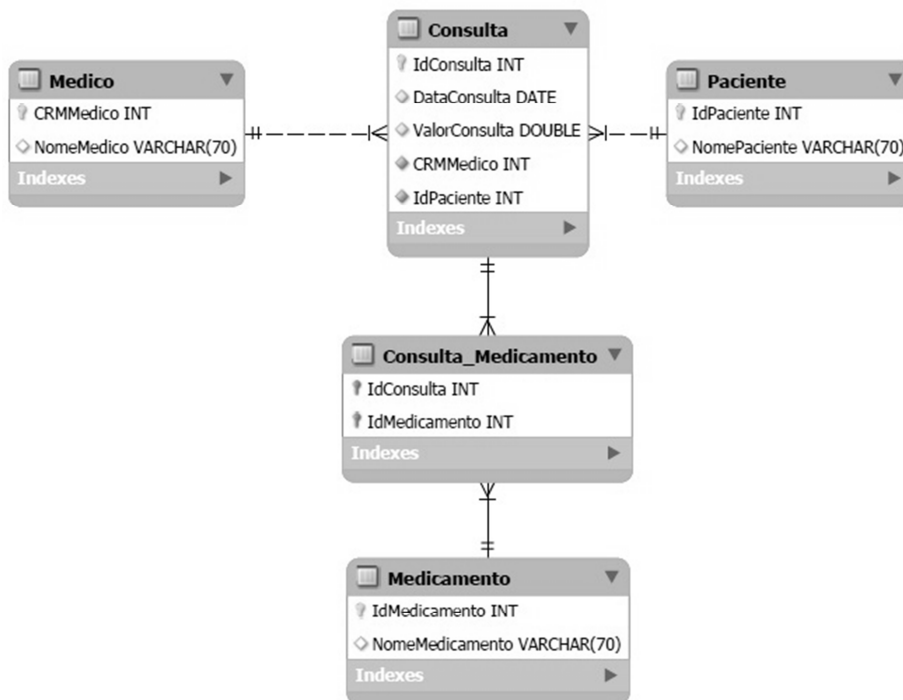 Consulta
IdConsulta INT
DataConsulta DATE
ValorConsulta DOUBLE
CRMMedico INT
IdPaciente INT
Indexes
Medico
CRMMedico INT
NomeMedico VARCHAR(70)
Indexes
Paciente
IdPaciente INT
NomePaciente VARCHAR(70)
Indexes
Consulta_Medicamento
IdConsulta INT
IdMedicamento INT
Indexes
Medicamento
IdMedicamento INT
NomeMedicamento VARCHAR(70)
Indexes